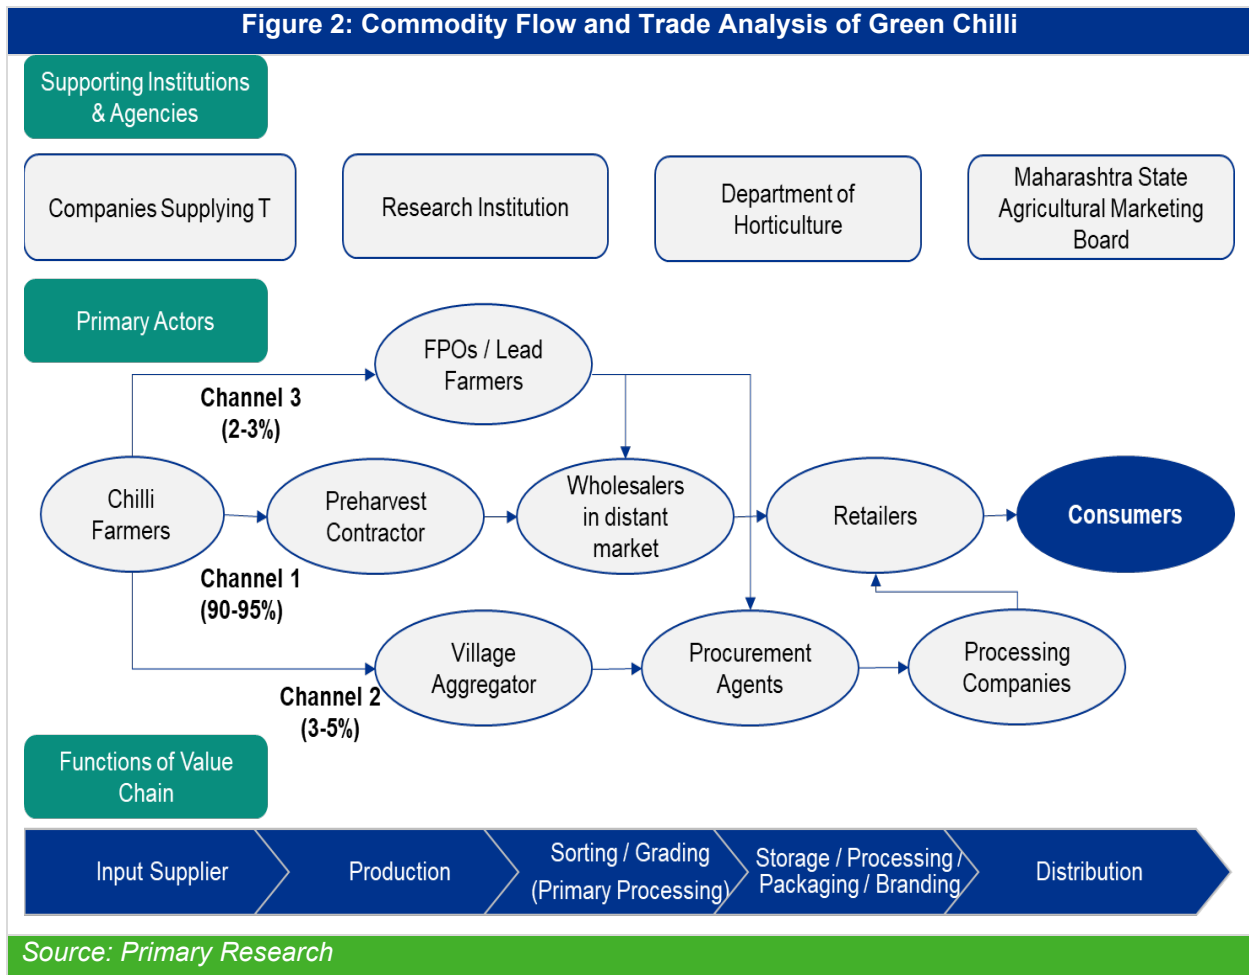 Figure 2: Commodity Flow and Trade Analysis of Green Chilli
Supporting Institutions
& Agencies
Companies Supplying T
Research Institution
Department of
Horticulture
Maharashtra State
Agricultural Marketing
Board
Primary Actors
FPOs / Lead
Farmers
Channel 3
(2-3%)
Chilli
Farmers
Preharvest
Contractor
Wholesalers
in distant
market
Retailers
Consumers
Channel 1
(90-95%)
Village
Aggregator
Procurement
Agents
Processing
Companies
Channel 2
(3-5%)
Functions of Value
Chain
Input Supplier
Production
Sorting / Grading
(Primary Processing)
Storage / Processing /
Packaging / Branding
Distribution
Source: Primary Research